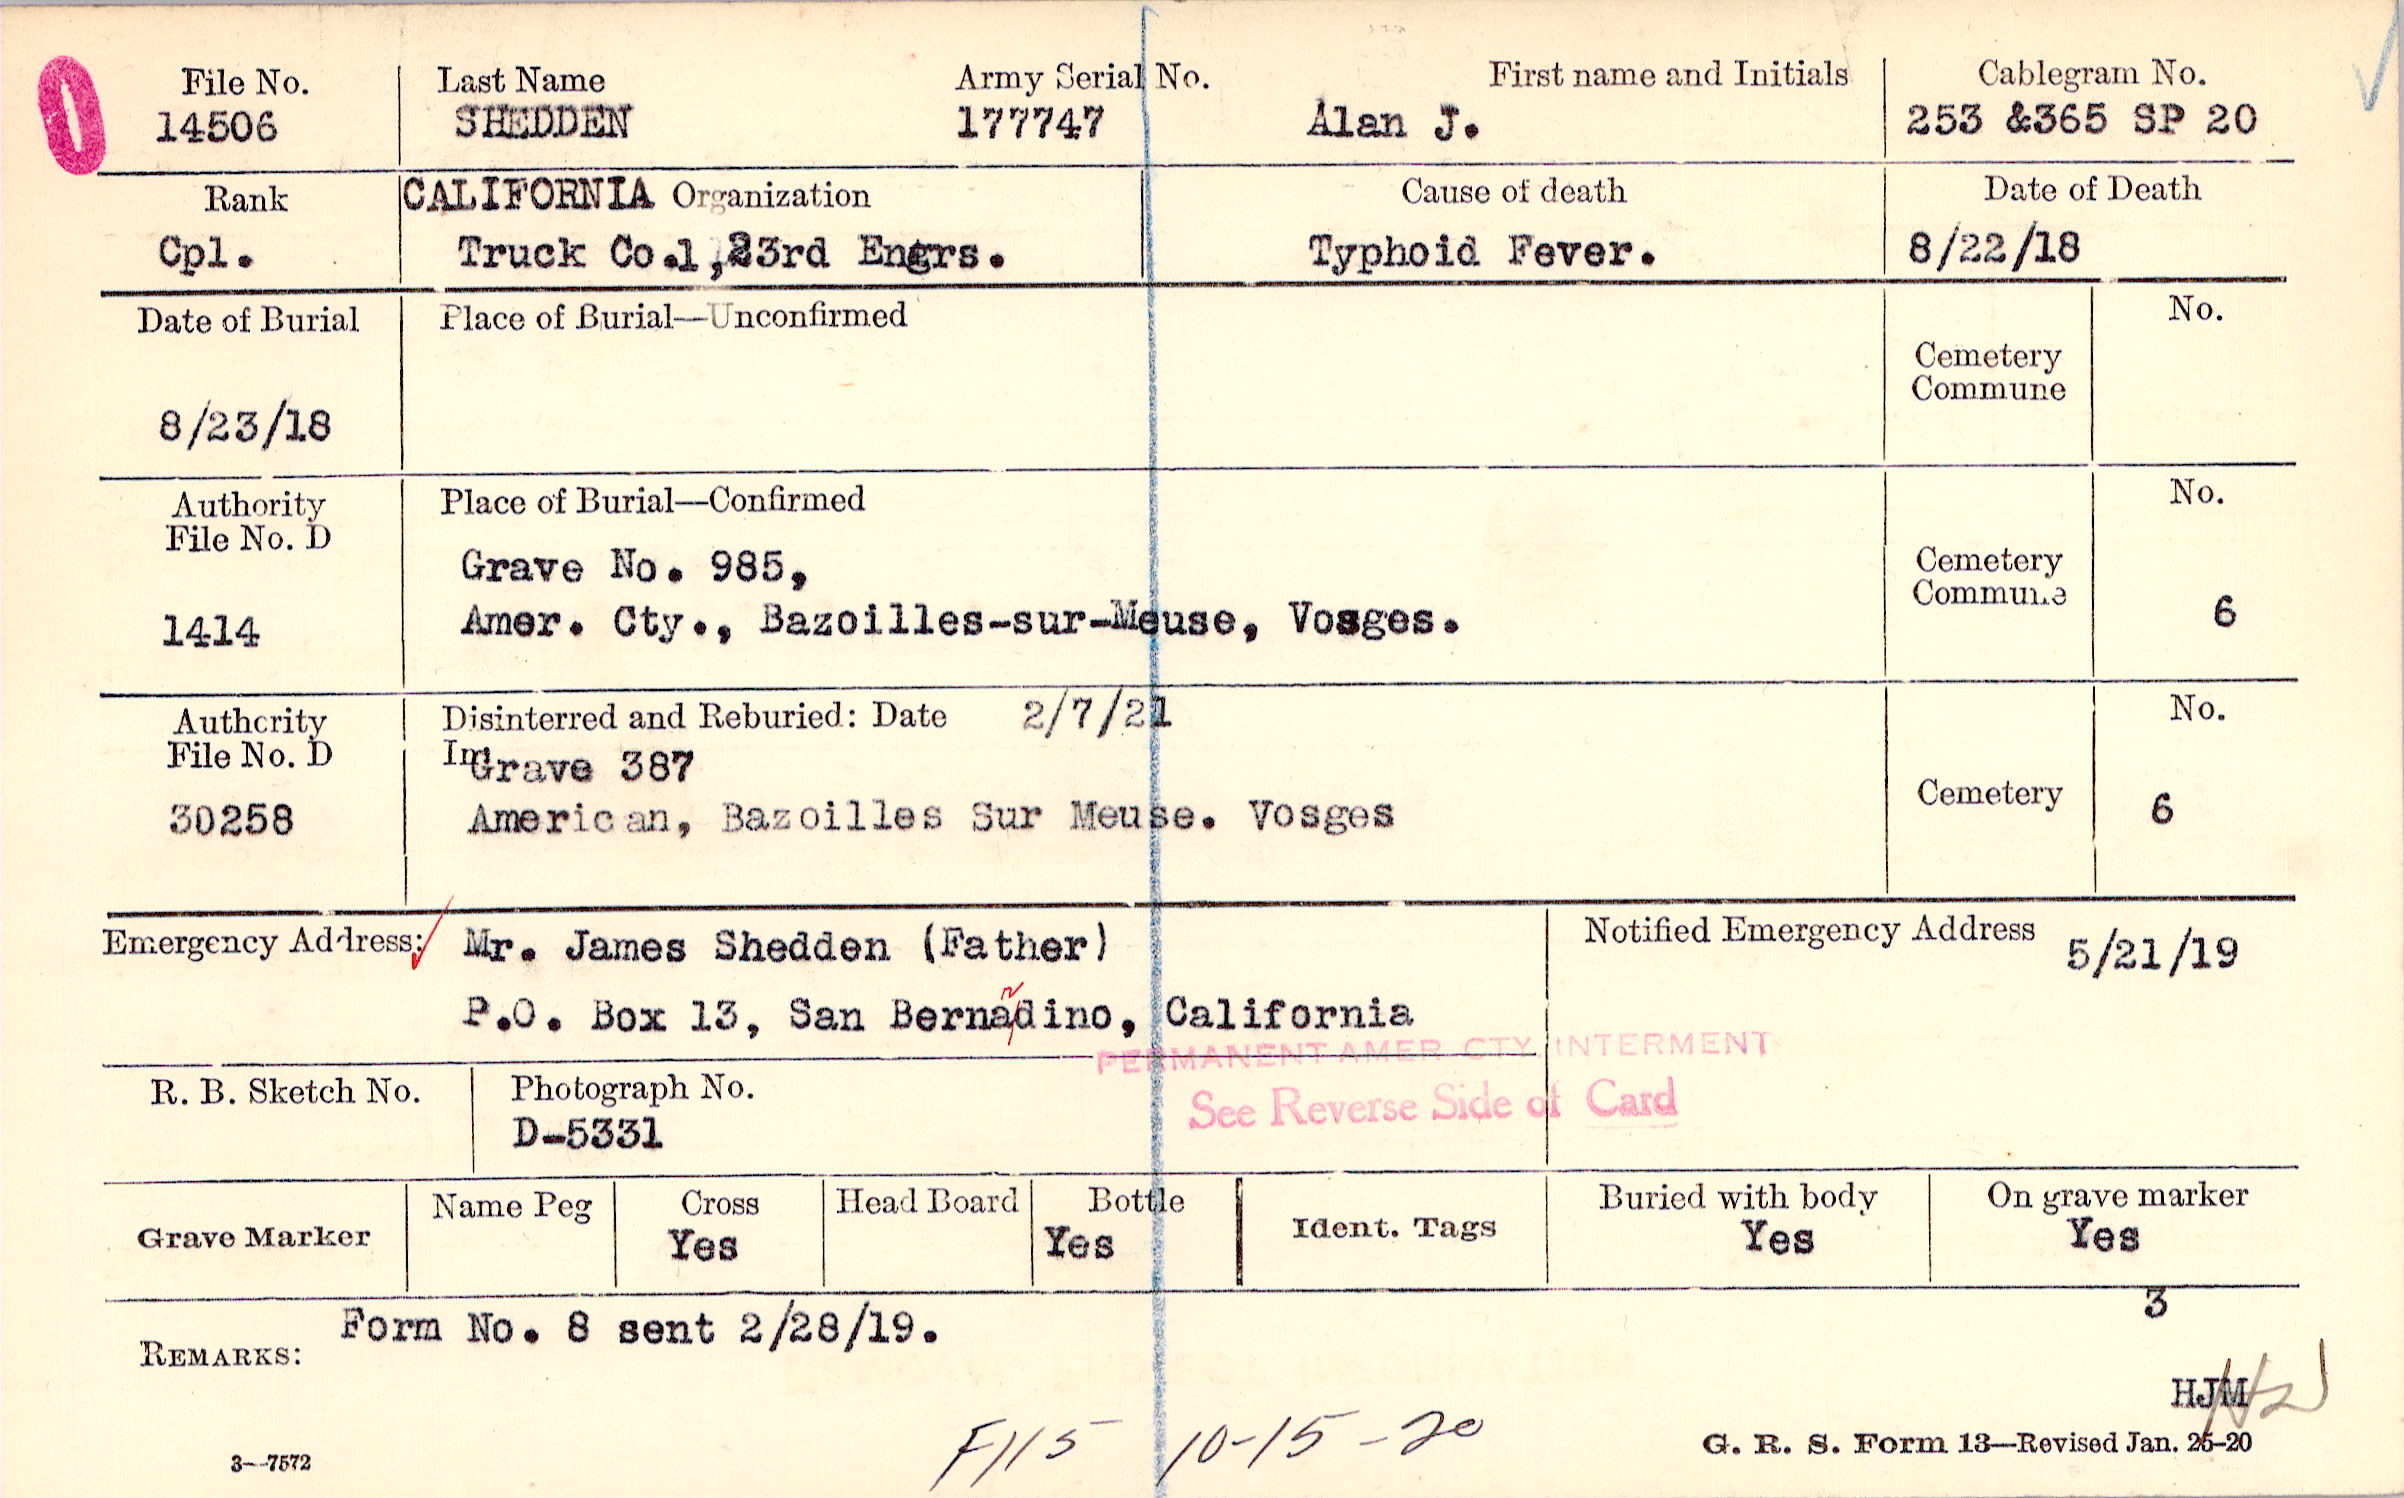 File No. Last Name Army Serial No. First name and Initials Cablegram No.
14506 SHEDDEN 177747 Alan J. 253 &365 SP 20
Rank CALIFORNIA Organization Cause of death Date of Death
Cpl. Truck Co.1,23rd Engrs. Typhoid Fever. 8/22/18
Date of Burial Place of Burial—Unconfirmed No.
Cemetery
Commune
8/23/18
Authority Place of Burial—Confirmed No.
File No. D
Grave No. 985, Cemetery
Commune
1414 Amer. Cty., Bazoilles-sur-Meuse, Vosges. 6
Authority Disinterred and Reburied: Date 2/7/21 No.
File No. D In Grave 387
Cemetery
30258 American, Bazoilles Sur Meuse. Vosges 6
Emergency Address: Mr. James Shedden (Father) Notified Emergency Address 5/21/19
P.O. Box 13, San Bernadino, California
r
PERMANENT AMER CTY INTERMENT
See Reverse Side of Card
R. B. Sketch No. Photograph No.
D-5331
Grave Marker Name Peg Cross Head Board Bottle Ident. Tags Buried with body On grave marker
Yes Yes Yes Yes
3
Form No. 8 sent 2/28/19.
REMARKS:
HJM
10-15-20
3—7572 G. R. S. Form 13—Revised Jan. 26-20